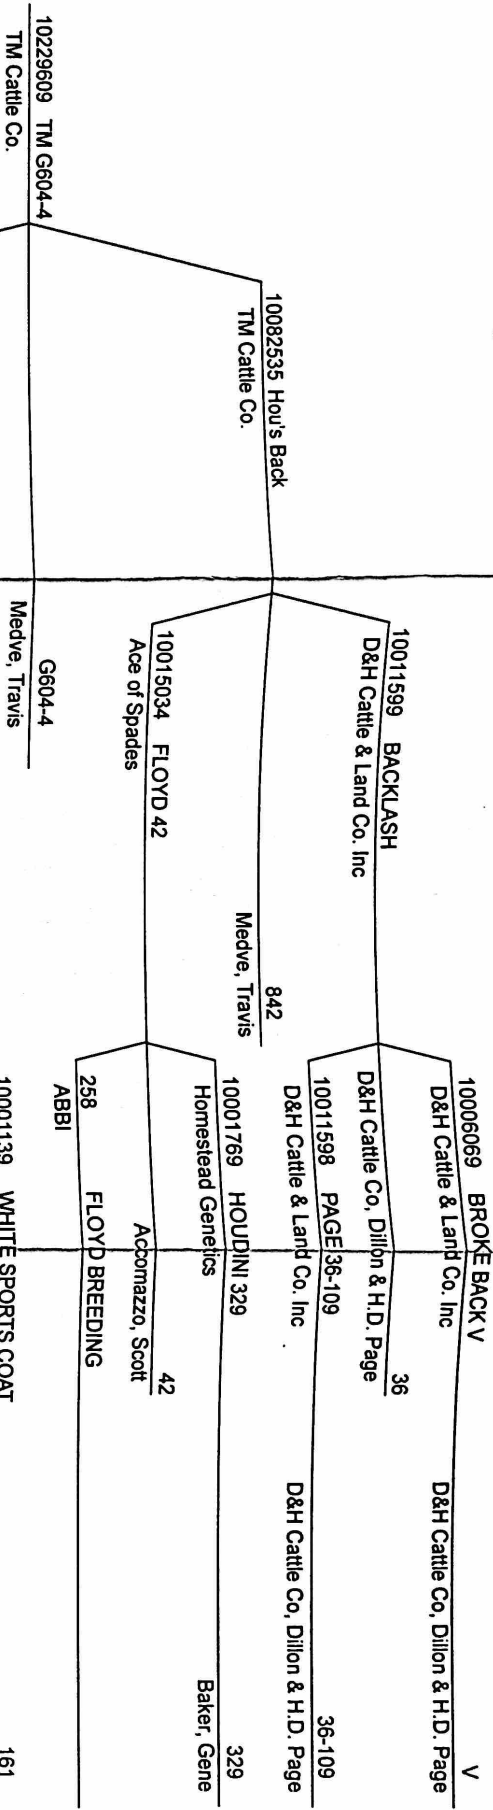 10006069 BROKE BACK V V
D&H Cattle & Land Co. Inc D&H Cattle Co, Dillon & H.D. Page
10011599 BACKLASH 36
D&H Cattle & Land Co. Inc D&H Cattle Co, Dillon & H.D. Page
10011598 PAGE 36-109 36-109
D&H Cattle & Land Co. Inc D&H Cattle Co, Dillon & H.D. Page
10082535 Hou's Back 842
TM Cattle Co. Medve, Travis
10001769 HOUDINI 329 329
Homestead Genetics Baker, Gene
10015034 FLOYD 42 42
Ace of Spades Accomazzo, Scott
258 FLOYD BREEDING
ABBI
10229609 TM G604-4 G604-4
TM Cattle Co. Medve, Travis
10001139 WHITE SPORTS COAT 161